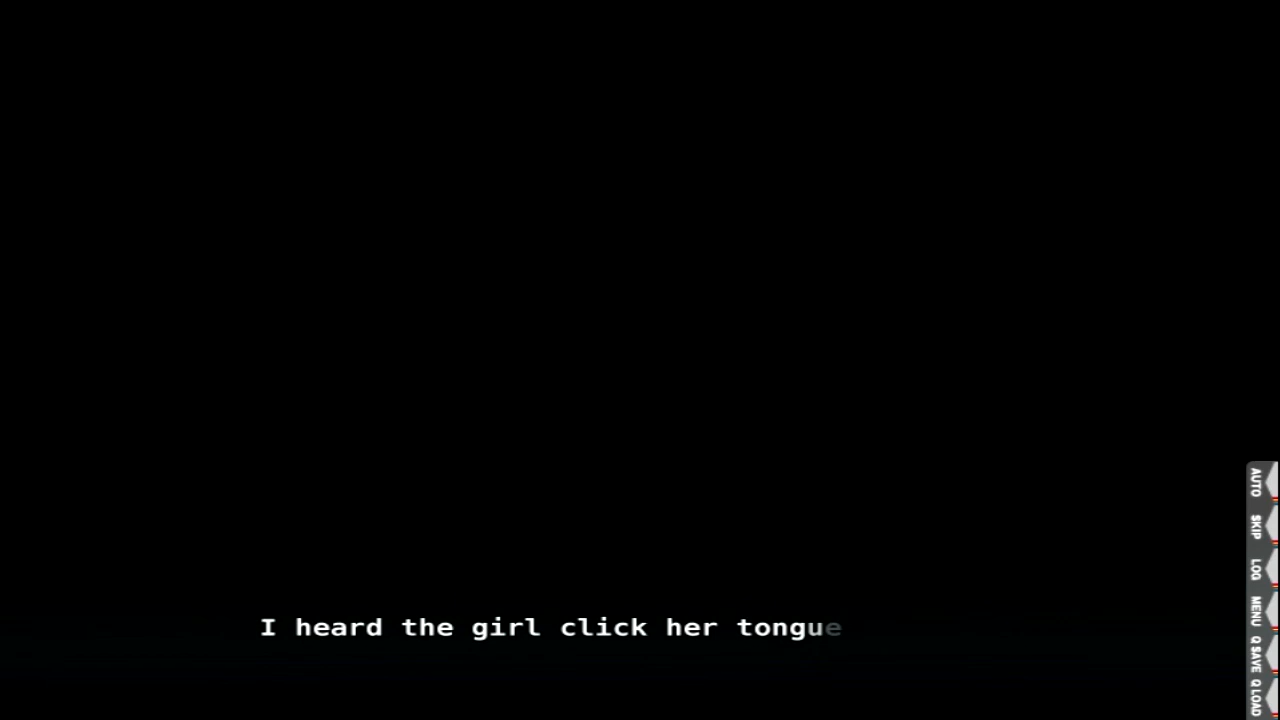 I heard the girl click her tongue
AUTO
SKIP
LOG
MENU
Q SAVE
Q LOAD